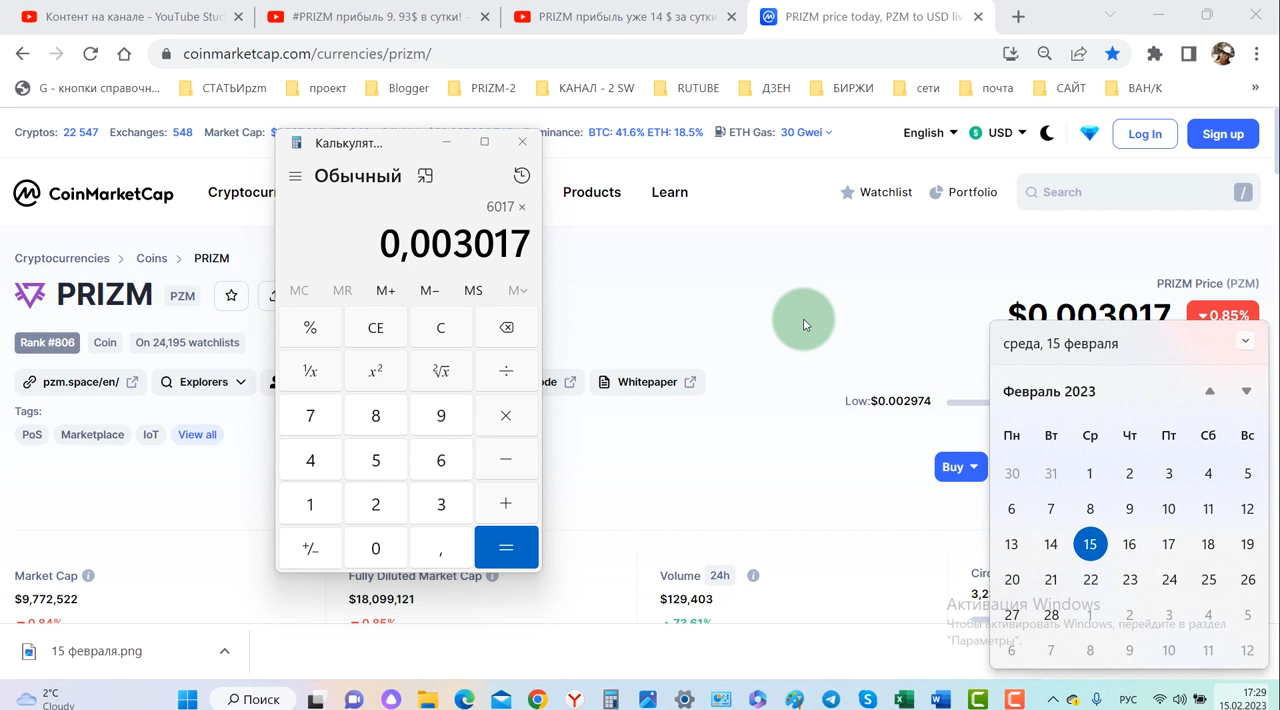 Контент на канале - YouTube Stu
#PRIZM прибыль 9. 93$ в сутки! -
PRIZM прибыль уже 14 $ за сутки
PRIZM price today, PZM to USD liv
coinmarketcap.com/currencies/prizm/
G - кнопки справочн...
СТАТЬИpzm
проект
Blogger
PRIZM-2
КАНАЛ - 2 SW
RUTUBE
ДЗЕН
БИРЖИ
сети
почта
САЙТ
ВАН/К
»
Cryptos: 22 547
Exchanges: 548
Market Cap:
minance: BTC: 41.6% ETH: 18.5%
ETH Gas: 30 Gwei
English
USD
Log In
Sign up
CoinMarketCap
Cryptocur
Products
Learn
Watchlist
Portfolio
Search
/
Cryptocurrencies > Coins > PRIZM
PRIZM
PZM
Rank #806
Coin
On 24,195 watchlists
pzm.space/en/
Explorers
ode
Whitepaper
Tags:
PoS
Marketplace
IoT
View all
PRIZM Price (PZM)
$0.003017
0.85%
Low:$0.002974
Buy
Market Cap
$9,772,522
0.84%
Fully Diluted Market Cap
$18,099,121
0.85%
Volume 24h
$129,403
73.61%
Circ
3,2
Калькулят...
Обычный
6017 ×
0,003017
MC MR M+ M− MS M
% CE C
¹/x x² ²√x ÷
7 8 9 ×
4 5 6 −
1 2 3 +
+/− 0 , =
среда, 15 февраля
Февраль 2023
Пн Вт Ср Чт Пт Сб Вс
30 31 1 2 3 4 5
6 7 8 9 10 11 12
13 14 15 16 17 18 19
20 21 22 23 24 25 26
27 28 1 2 3 4 5
6 7 8 9 10 11 12
Активация Windows
Чтобы активировать Windows, перейдите в раздел
"Параметры".
15 февраля.png
2°C
Cloudy
Поиск
РУС
17:29
15.02.2023